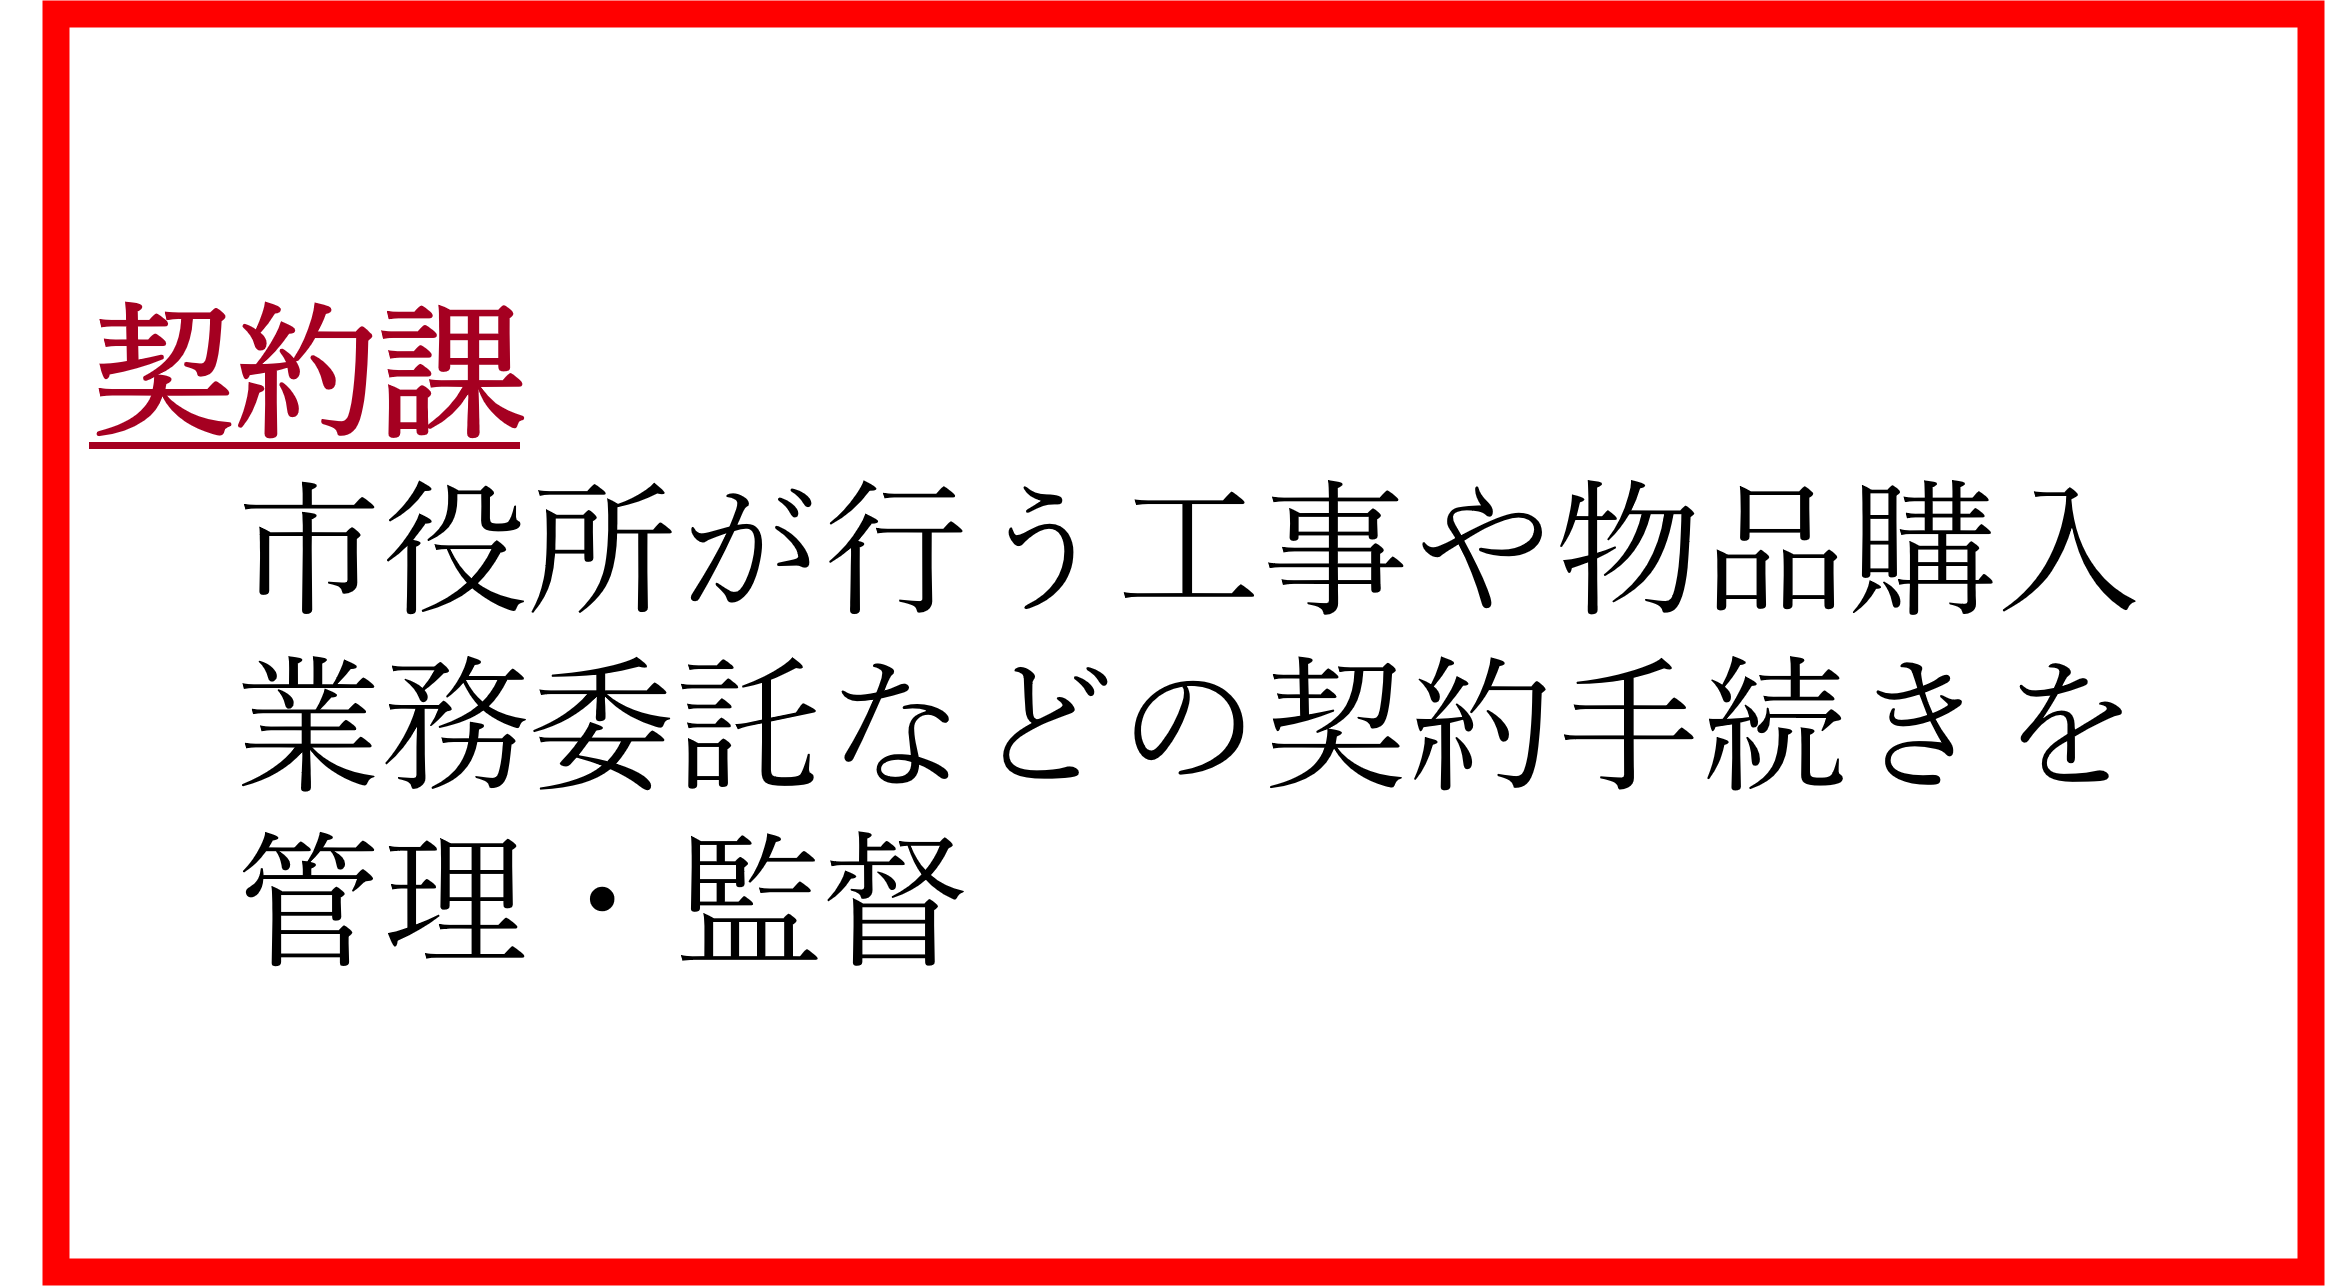 契約課
市役所が行う工事や物品購入
業務委託などの契約手続きを
管理・監督